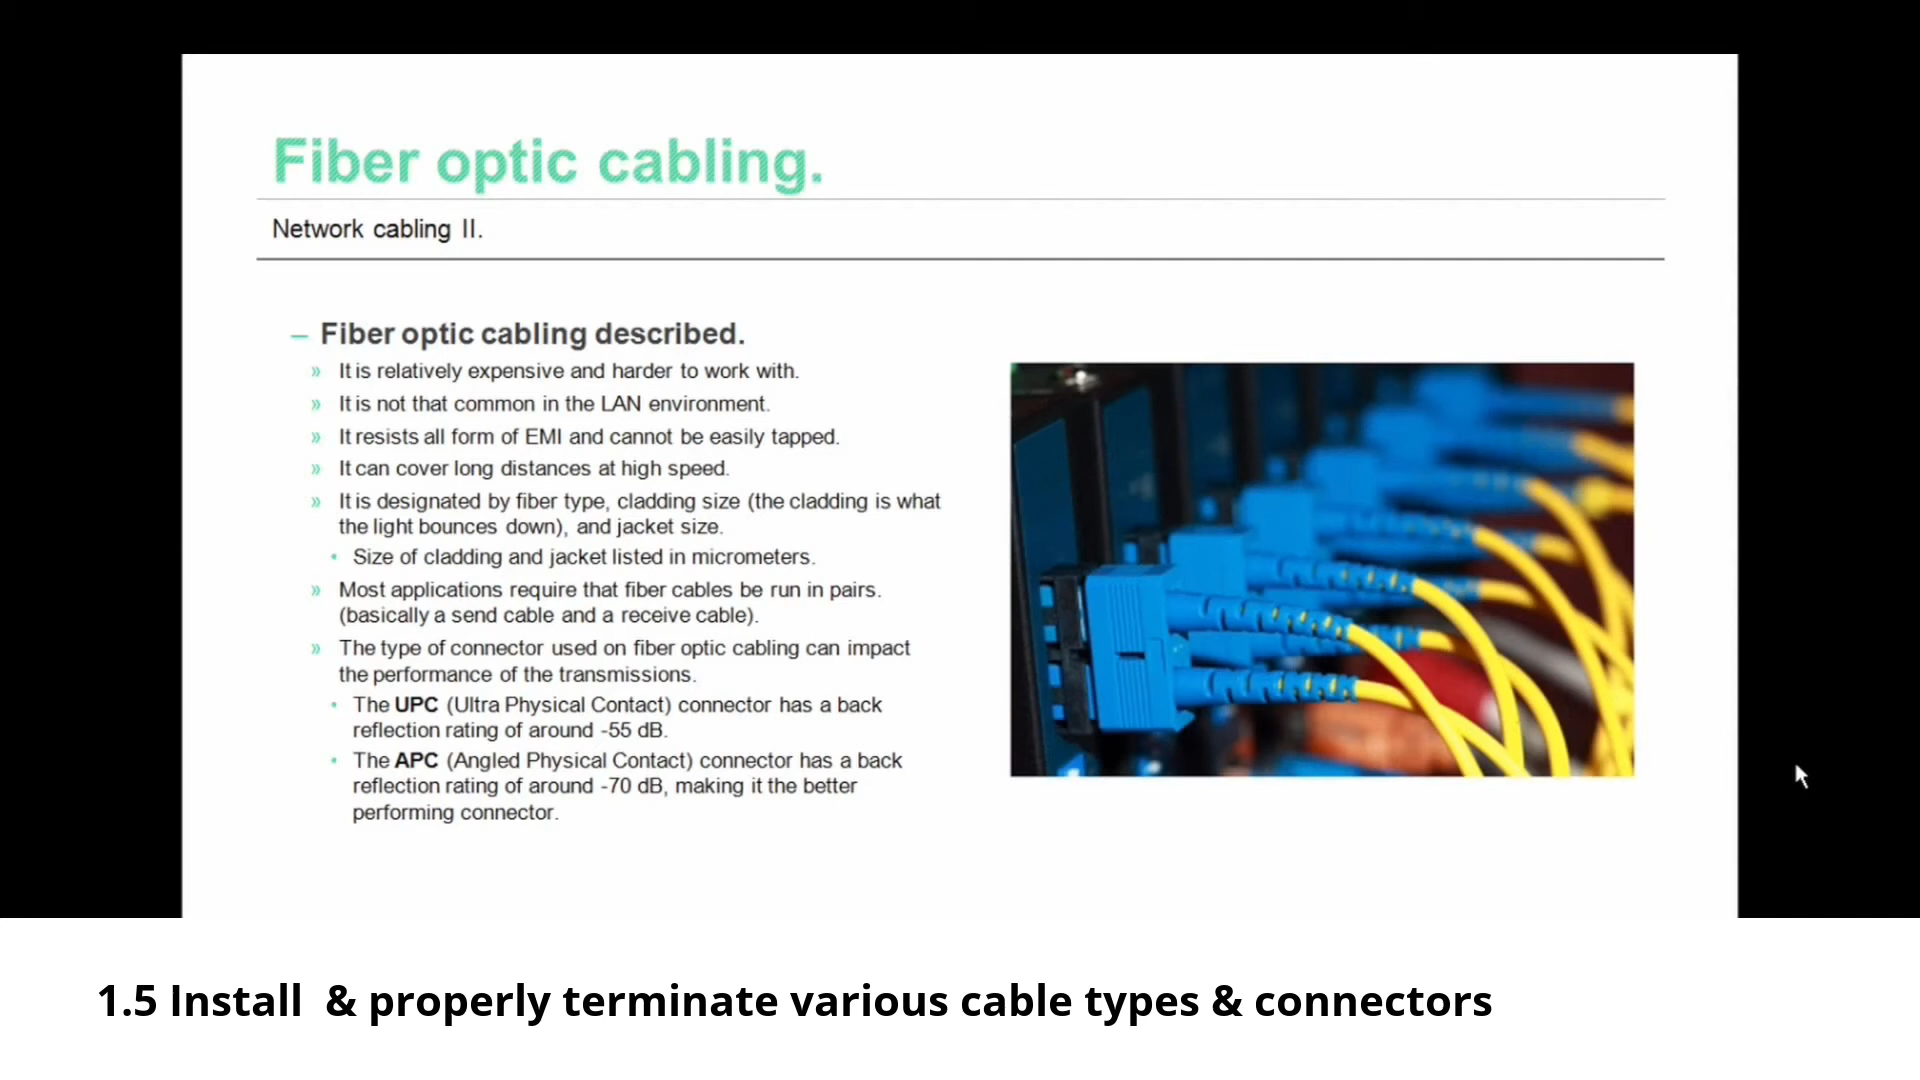 Fiber optic cabling.
Network cabling II.
– Fiber optic cabling described.
» It is relatively expensive and harder to work with.
» It is not that common in the LAN environment.
» It resists all form of EMI and cannot be easily tapped.
» It can cover long distances at high speed.
» It is designated by fiber type, cladding size (the cladding is what
the light bounces down), and jacket size.
• Size of cladding and jacket listed in micrometers.
» Most applications require that fiber cables be run in pairs.
(basically a send cable and a receive cable).
» The type of connector used on fiber optic cabling can impact
the performance of the transmissions.
• The UPC (Ultra Physical Contact) connector has a back
reflection rating of around -55 dB.
• The APC (Angled Physical Contact) connector has a back
reflection rating of around -70 dB, making it the better
performing connector.
1.5 Install  & properly terminate various cable types & connectors